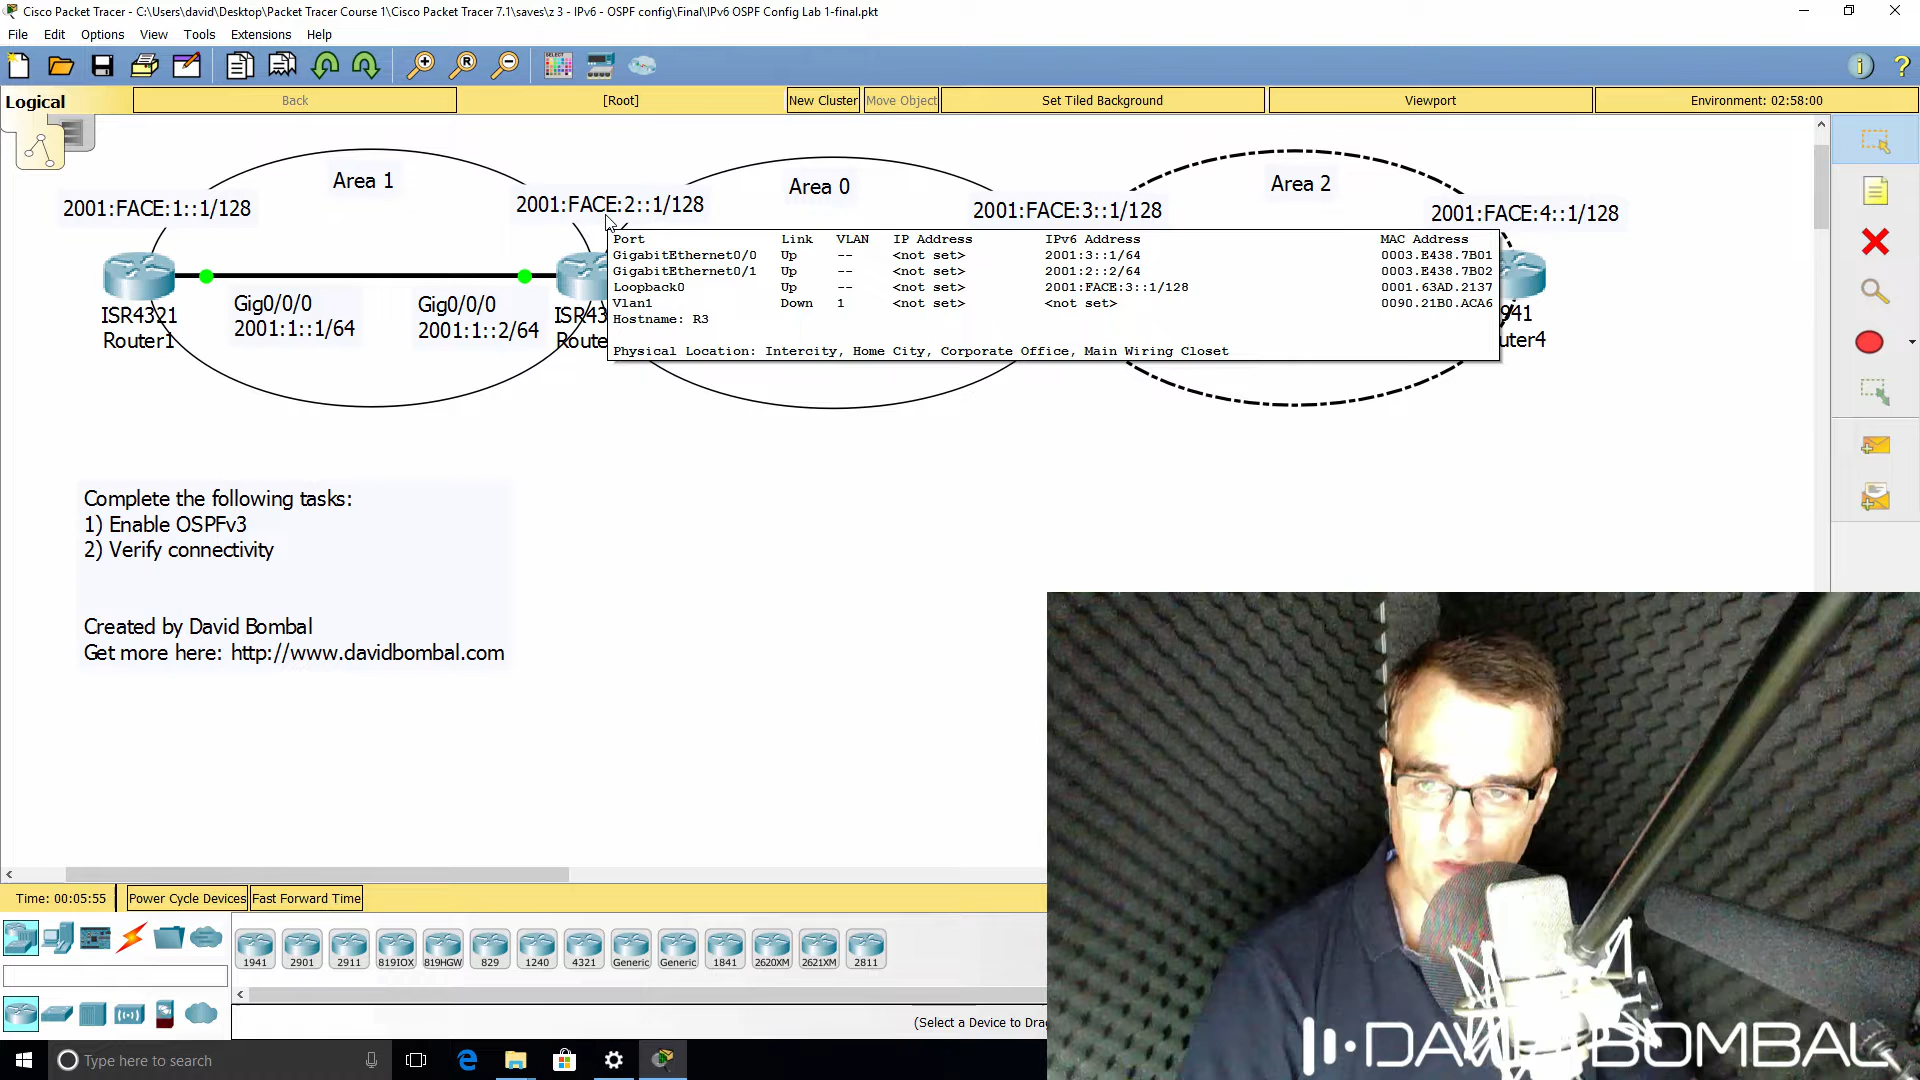 Cisco Packet Tracer - C:\Users\david\Desktop\Packet Tracer Course 1\Cisco Packet Tracer 7.1\saves\z 3 - IPv6 - OSPF config\Final\IPv6 OSPF Config Lab 1-final.pkt
File Edit Options View Tools Extensions Help
Logical Back [Root] New Cluster Move Object Set Tiled Background Viewport Environment: 02:58:00
Area 1 Area 0 Area 2
2001:FACE:1::1/128 2001:FACE:2::1/128 2001:FACE:3::1/128 2001:FACE:4::1/128
Port Link VLAN IP Address IPv6 Address MAC Address
GigabitEthernet0/0 Up -- <not set> 2001:3::1/64 0003.E438.7B01
GigabitEthernet0/1 Up -- <not set> 2001:2::2/64 0003.E438.7B02
Loopback0 Up -- <not set> 2001:FACE:3::1/128 0001.63AD.2137
Vlan1 Down 1 <not set> <not set> 0090.21B0.ACA6
Hostname: R3
Physical Location: Intercity, Home City, Corporate Office, Main Wiring Closet
ISR4321
Router1
Gig0/0/0
2001:1::1/64
Gig0/0/0
2001:1::2/64
ISR43
Route
941
uter4
Complete the following tasks:
1) Enable OSPFv3
2) Verify connectivity
Created by David Bombal
Get more here: http://www.davidbombal.com
Time: 00:05:55 Power Cycle Devices Fast Forward Time
1941 2901 2911 819IOX 819HGW 829 1240 4321 Generic Generic 1841 2620XM 2621XM 2811
(Select a Device to Drag
DAVID BOMBAL
Type here to search